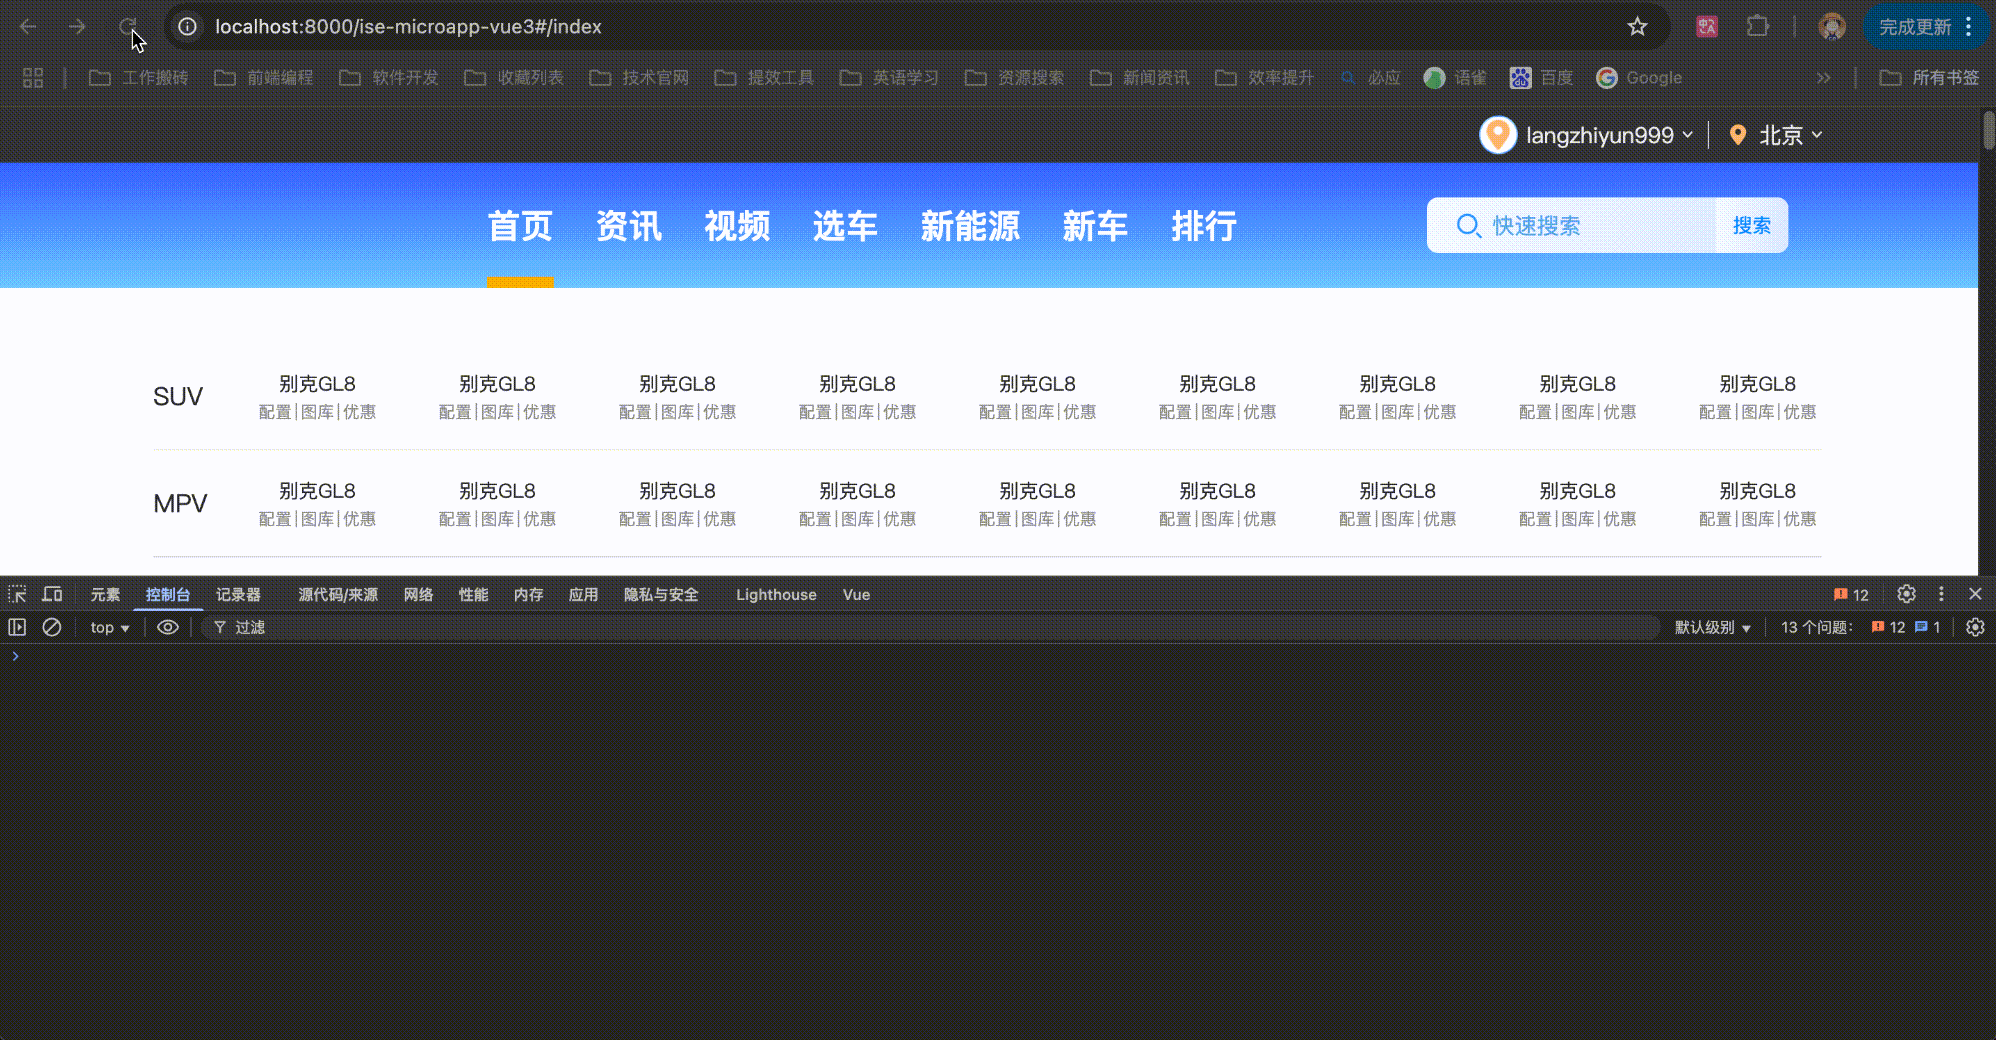 localhost:8000/ise-microapp-vue3#/index 完成更新
工作搬砖 前端编程 软件开发 收藏列表 技术官网 提效工具 英语学习 资源搜索 新闻资讯 效率提升 必应 语雀 百度 Google 所有书签
langzhiyun999 北京
首页 资讯 视频 选车 新能源 新车 排行 快速搜索 搜索
SUV
别克GL8 别克GL8 别克GL8 别克GL8 别克GL8 别克GL8 别克GL8 别克GL8 别克GL8
配置|图库|优惠 配置|图库|优惠 配置|图库|优惠 配置|图库|优惠 配置|图库|优惠 配置|图库|优惠 配置|图库|优惠 配置|图库|优惠 配置|图库|优惠
MPV
别克GL8 别克GL8 别克GL8 别克GL8 别克GL8 别克GL8 别克GL8 别克GL8 别克GL8
配置|图库|优惠 配置|图库|优惠 配置|图库|优惠 配置|图库|优惠 配置|图库|优惠 配置|图库|优惠 配置|图库|优惠 配置|图库|优惠 配置|图库|优惠
元素 控制台 记录器 源代码/来源 网络 性能 内存 应用 隐私与安全 Lighthouse Vue 12
top 过滤 默认级别 13 个问题： 12 1